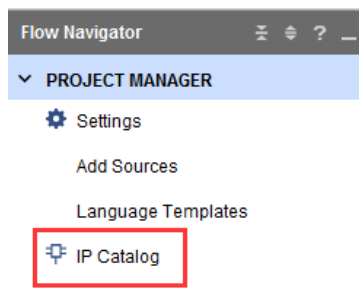 Flow Navigator ?
PROJECT MANAGER
Settings
Add Sources
Language Templates
IP Catalog